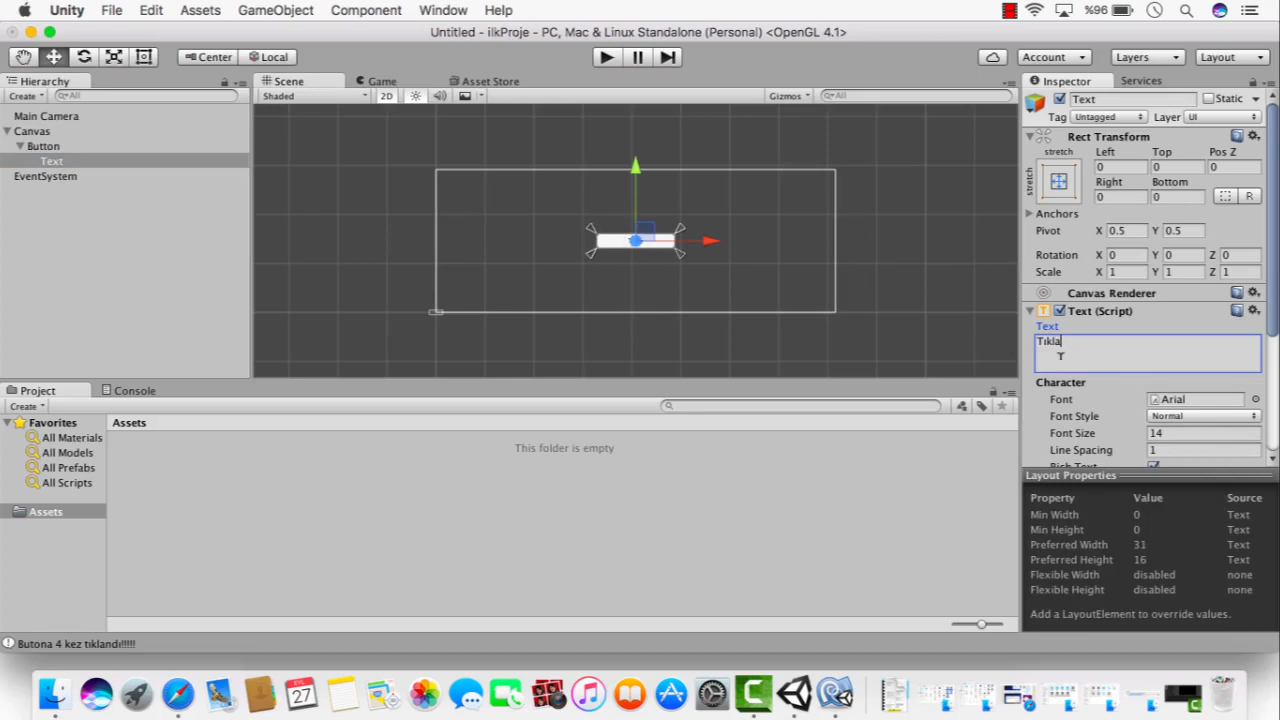 Unity File Edit Assets GameObject Component Window Help %96
Untitled - ilkProje - PC, Mac & Linux Standalone (Personal) <OpenGL 4.1>
Center Local Account Layers Layout
Hierarchy Scene Game Asset Store Inspector Services
Create All Shaded 2D Gizmos All Text Static
Main Camera
Tag Untagged Layer UI
Canvas
Rect Transform
Button
stretch Left Top Pos Z
Text
stretch 0 0 0
EventSystem
Right Bottom
0 0 R
Anchors
Pivot X 0.5 Y 0.5
Rotation X 0 Y 0 Z 0
Scale X 1 Y 1 Z 1
Canvas Renderer
Text (Script)
Text
Tıkla
Character
Project Console
Font Arial
Create
Font Style Normal
Favorites Assets
Font Size 14
All Materials This folder is empty
Line Spacing 1
All Models
Rich Text
All Prefabs
Layout Properties
All Scripts
Property Value Source
Assets
Min Width 0 Text
Min Height 0 Text
Preferred Width 31 Text
Preferred Height 16 Text
Flexible Width disabled none
Flexible Height disabled none
Add a LayoutElement to override values.
Butona 4 kez tıklandı!!!!!
EYL
27